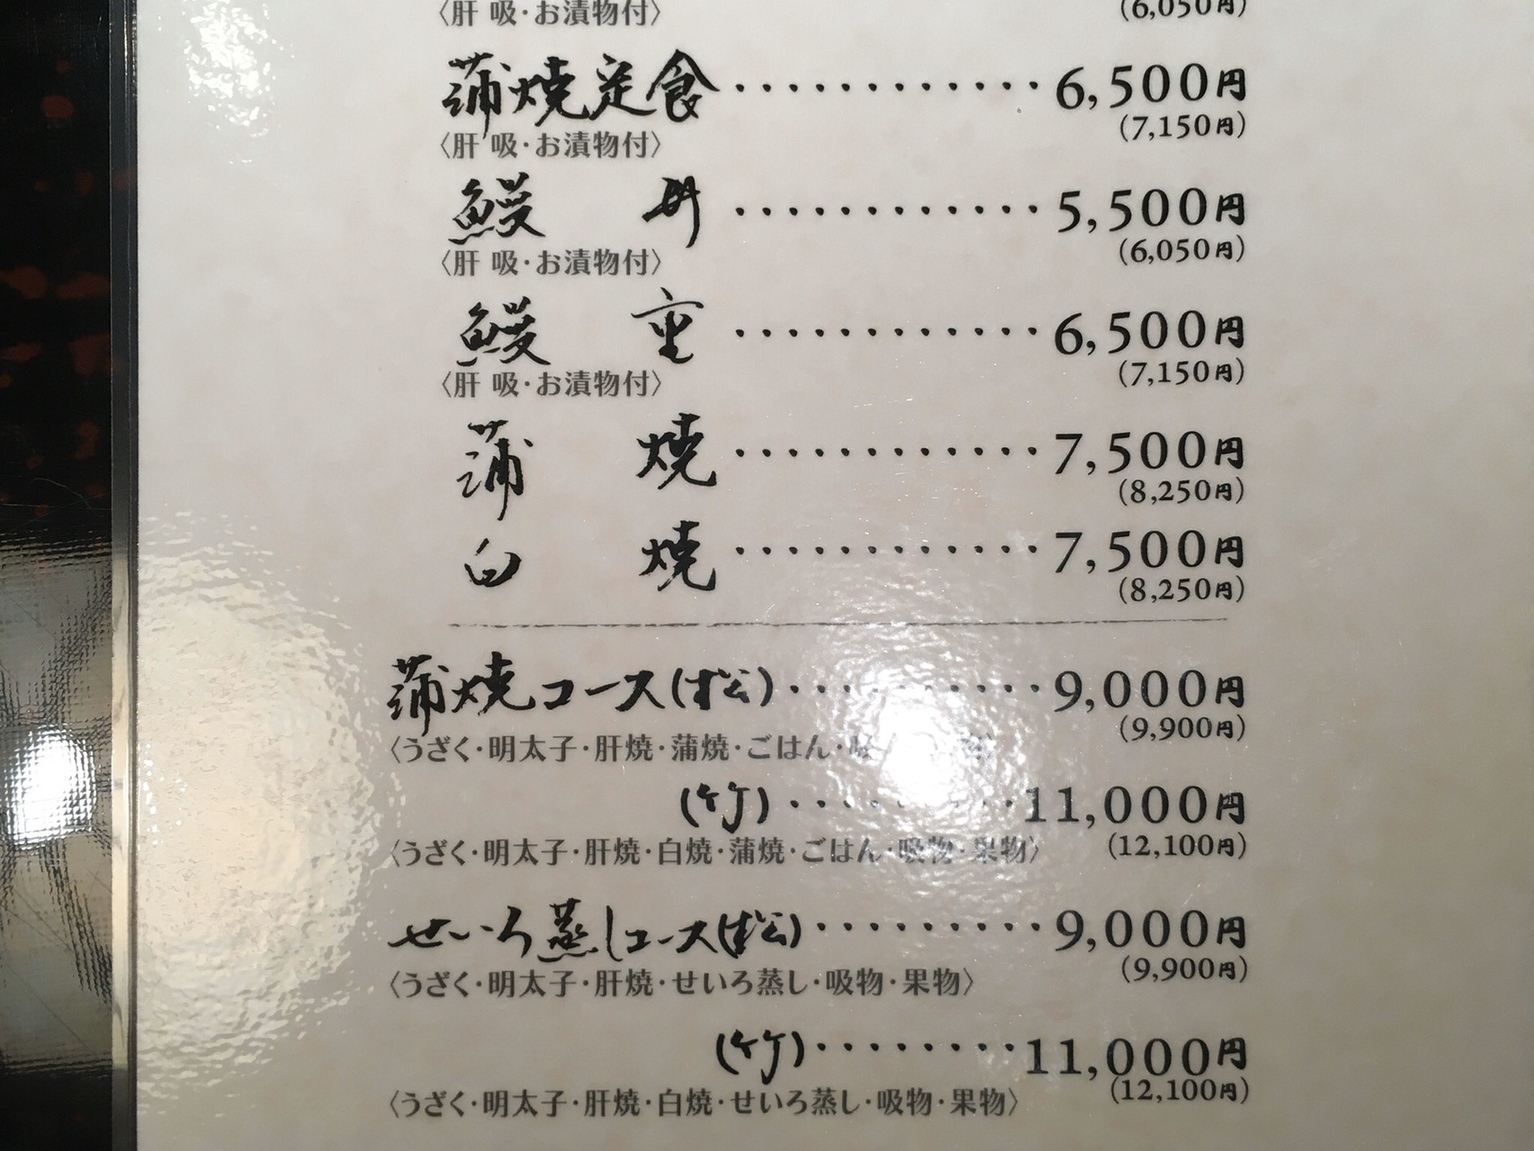 〈肝 吸・お漬物付〉 (6,050円)
蒲焼定食 ············ 6,500円
(7,150円)
〈肝 吸・お漬物付〉
鰻 丼 ············ 5,500円
(6,050円)
〈肝 吸・お漬物付〉
鰻 重 ············ 6,500円
(7,150円)
〈肝 吸・お漬物付〉
蒲 焼 ············ 7,500円
(8,250円)
白 焼 ············ 7,500円
(8,250円)
蒲焼コース(松) ·········· 9,000円
(9,900円)
〈うざく・明太子・肝焼・蒲焼・ごはん・
(竹) ········· 11,000円
〈うざく・明太子・肝焼・白焼・蒲焼・ごはん・吸物・果物〉 (12,100円)
せいろ蒸しコース(松) ········· 9,000円
(9,900円)
〈うざく・明太子・肝焼・せいろ蒸し・吸物・果物〉
(竹) ········ 11,000円
(12,100円)
〈うざく・明太子・肝焼・白焼・せいろ蒸し・吸物・果物〉